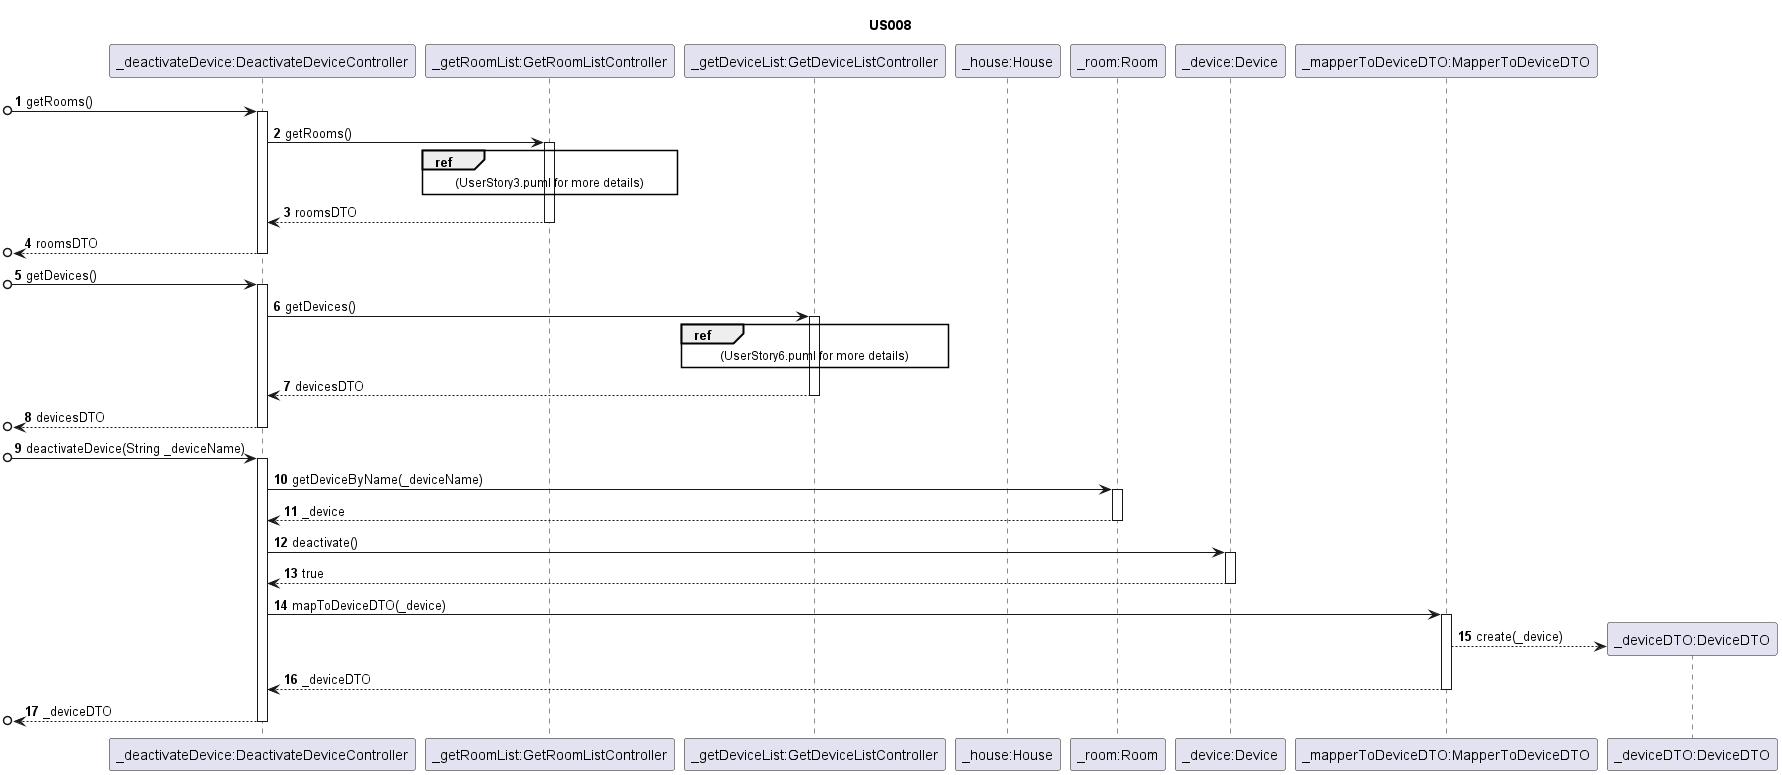 US008
_deactivateDevice:DeactivateDeviceController _getRoomList:GetRoomListController _getDeviceList:GetDeviceListController _house:House _room:Room _device:Device _mapperToDeviceDTO:MapperToDeviceDTO
1 getRooms()
2 getRooms()
ref
(UserStory3.puml for more details)
3 roomsDTO
4 roomsDTO
5 getDevices()
6 getDevices()
ref
(UserStory6.puml for more details)
7 devicesDTO
8 devicesDTO
9 deactivateDevice(String _deviceName)
10 getDeviceByName(_deviceName)
11 _device
12 deactivate()
13 true
14 mapToDeviceDTO(_device)
15 create(_device)
_deviceDTO:DeviceDTO
16 _deviceDTO
17 _deviceDTO
_deactivateDevice:DeactivateDeviceController _getRoomList:GetRoomListController _getDeviceList:GetDeviceListController _house:House _room:Room _device:Device _mapperToDeviceDTO:MapperToDeviceDTO _deviceDTO:DeviceDTO